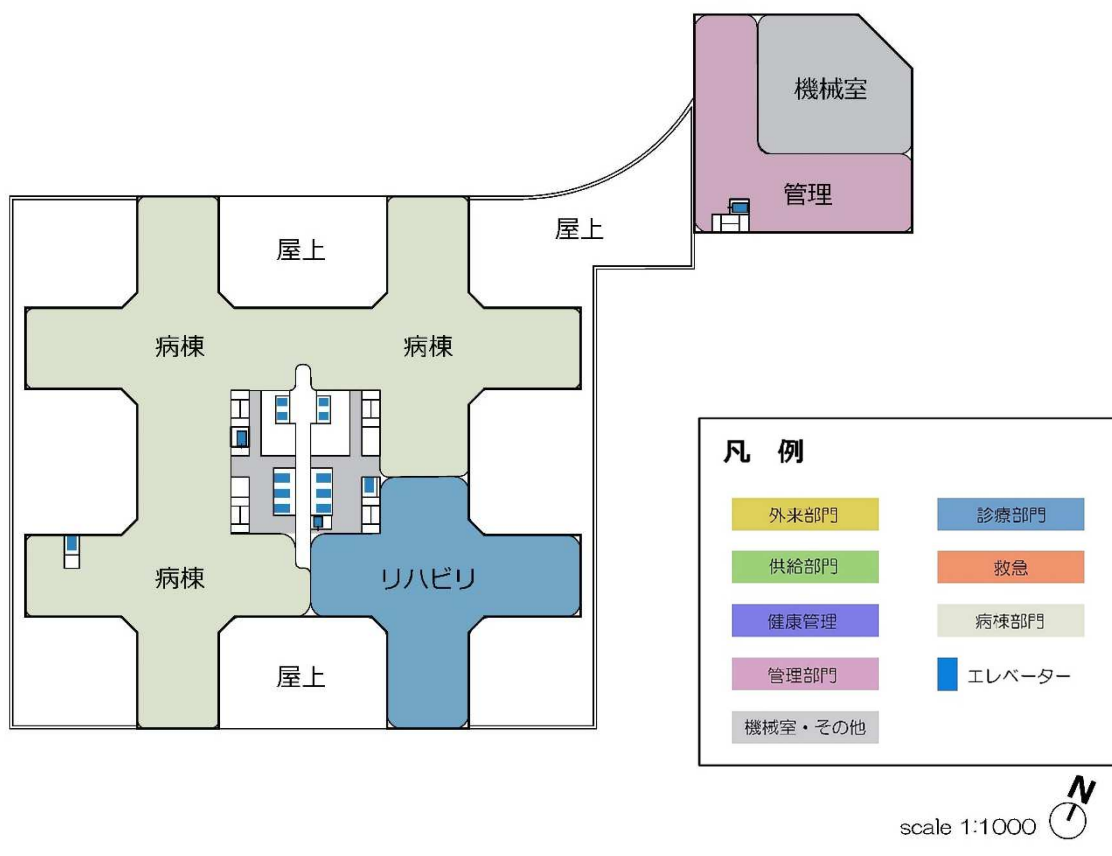 機械室
管理
屋上
屋上
病棟
病棟
病棟
リハビリ
屋上
凡 例
外来部門
診療部門
供給部門
救急
健康管理
病棟部門
管理部門
エレベーター
機械室・その他
N
scale 1:1000